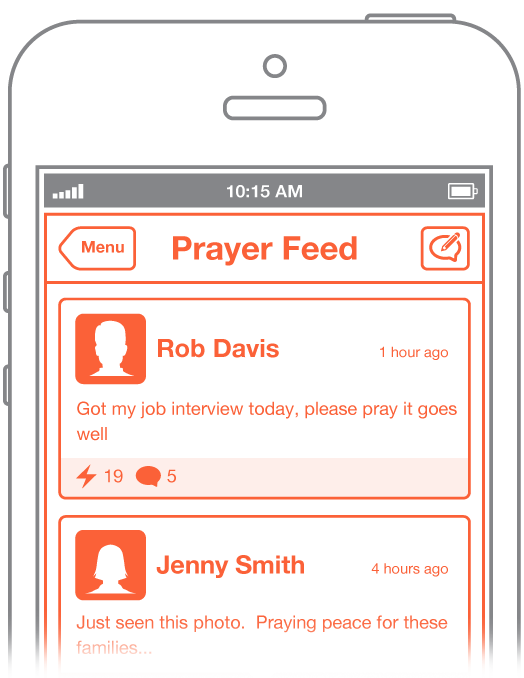 10:15 AM
Menu
Prayer Feed
Rob Davis
1 hour ago
Got my job interview today, please pray it goes
well
19
5
Jenny Smith
4 hours ago
Just seen this photo.  Praying peace for these
families...